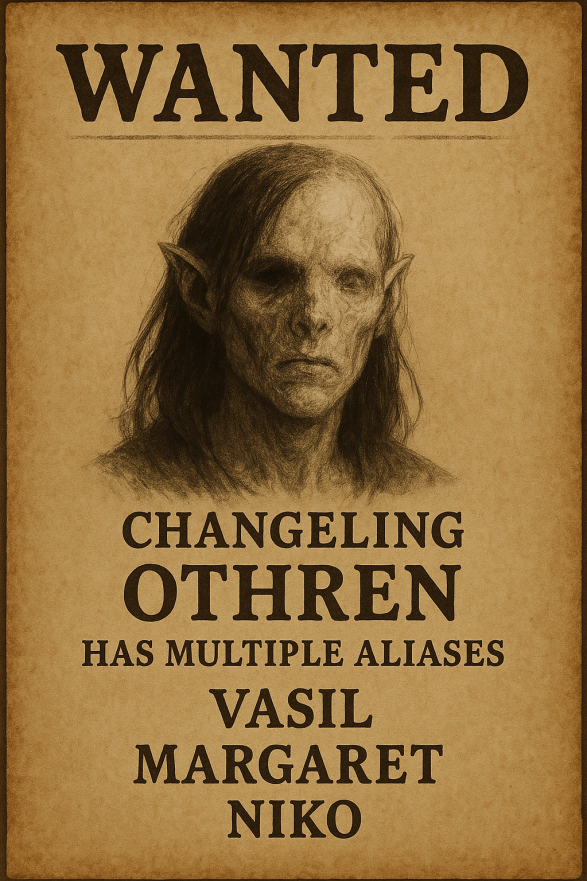 WANTED
CHANGELING
OTHREN
HAS MULTIPLE ALIASES
VASIL
MARGARET
NIKO